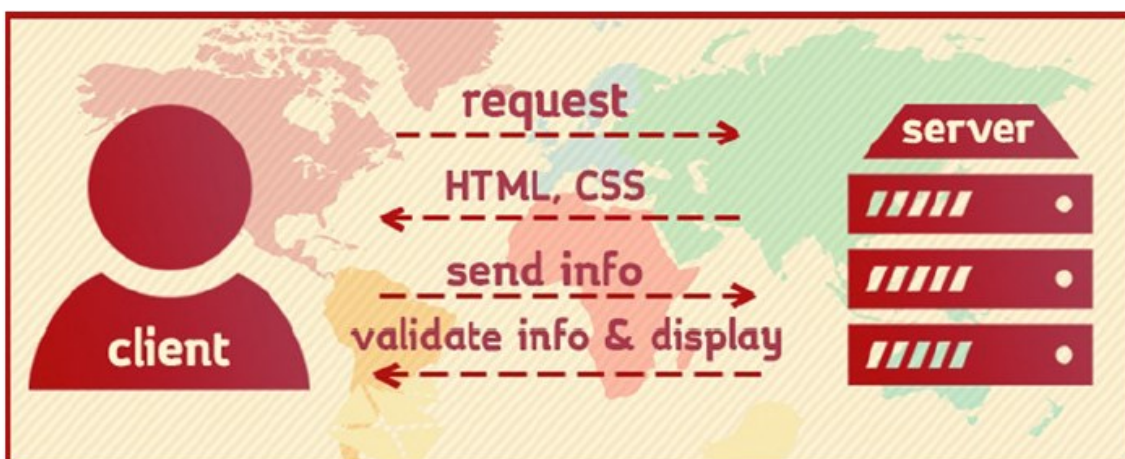 request
server
HTML, CSS
send info
client
validate info & display